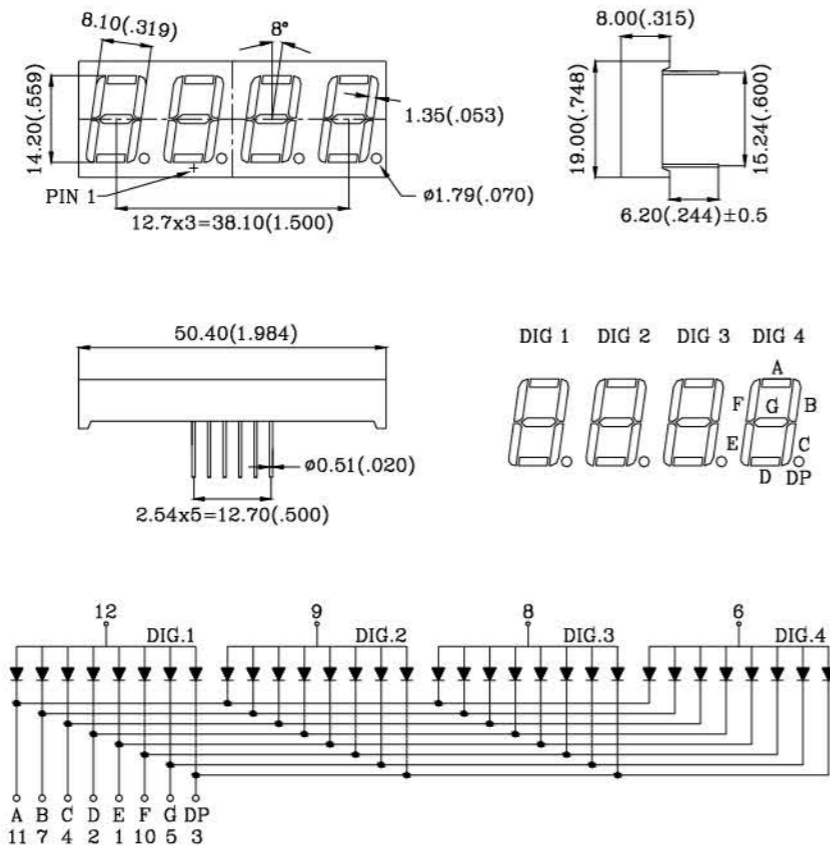 8.10(.319)
8°
14.20(.559)
1.35(.053)
PIN 1
ø1.79(.070)
12.7x3=38.10(1.500)
8.00(.315)
19.00(.748)
15.24(.600)
6.20(.244)±0.5
50.40(1.984)
ø0.51(.020)
2.54x5=12.70(.500)
DIG 1 DIG 2 DIG 3 DIG 4
A
F G B
E C
D DP
12 9 8 6
DIG.1 DIG.2 DIG.3 DIG.4
A B C D E F G DP
11 7 4 2 1 10 5 3